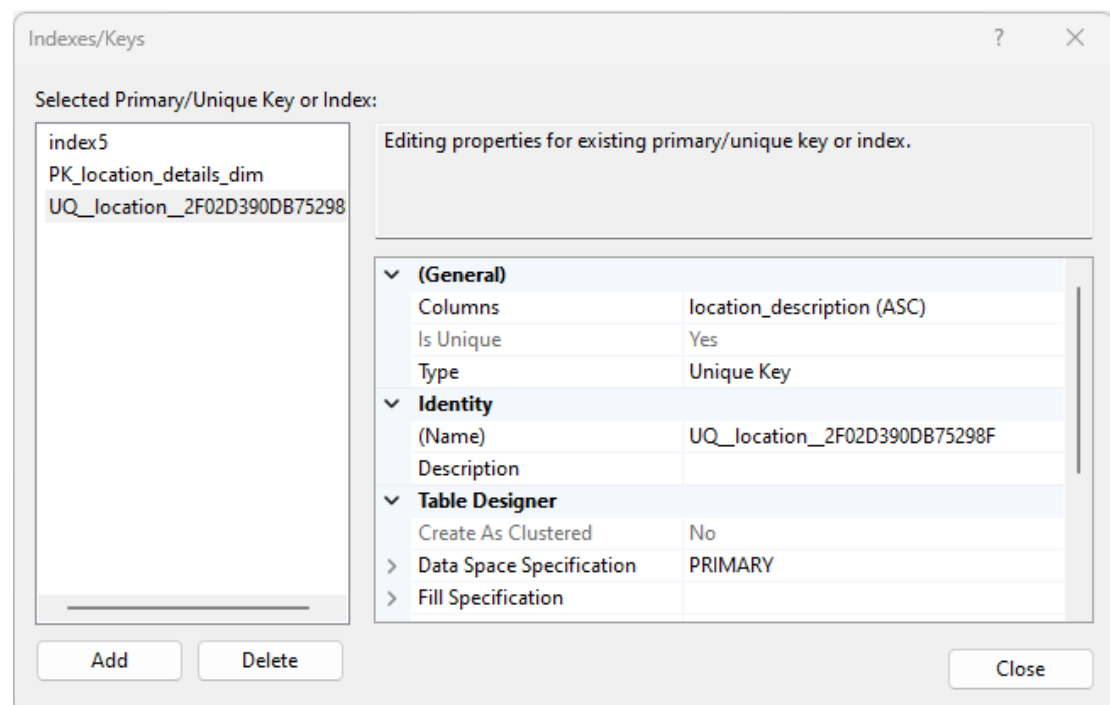 Indexes/Keys ? ×
Selected Primary/Unique Key or Index:
index5
PK_location_details_dim
UQ__location__2F02D390DB75298
Editing properties for existing primary/unique key or index.
(General)
Columns location_description (ASC)
Is Unique Yes
Type Unique Key
Identity
(Name) UQ__location__2F02D390DB75298F
Description
Table Designer
Create As Clustered No
Data Space Specification PRIMARY
Fill Specification
Add Delete
Close